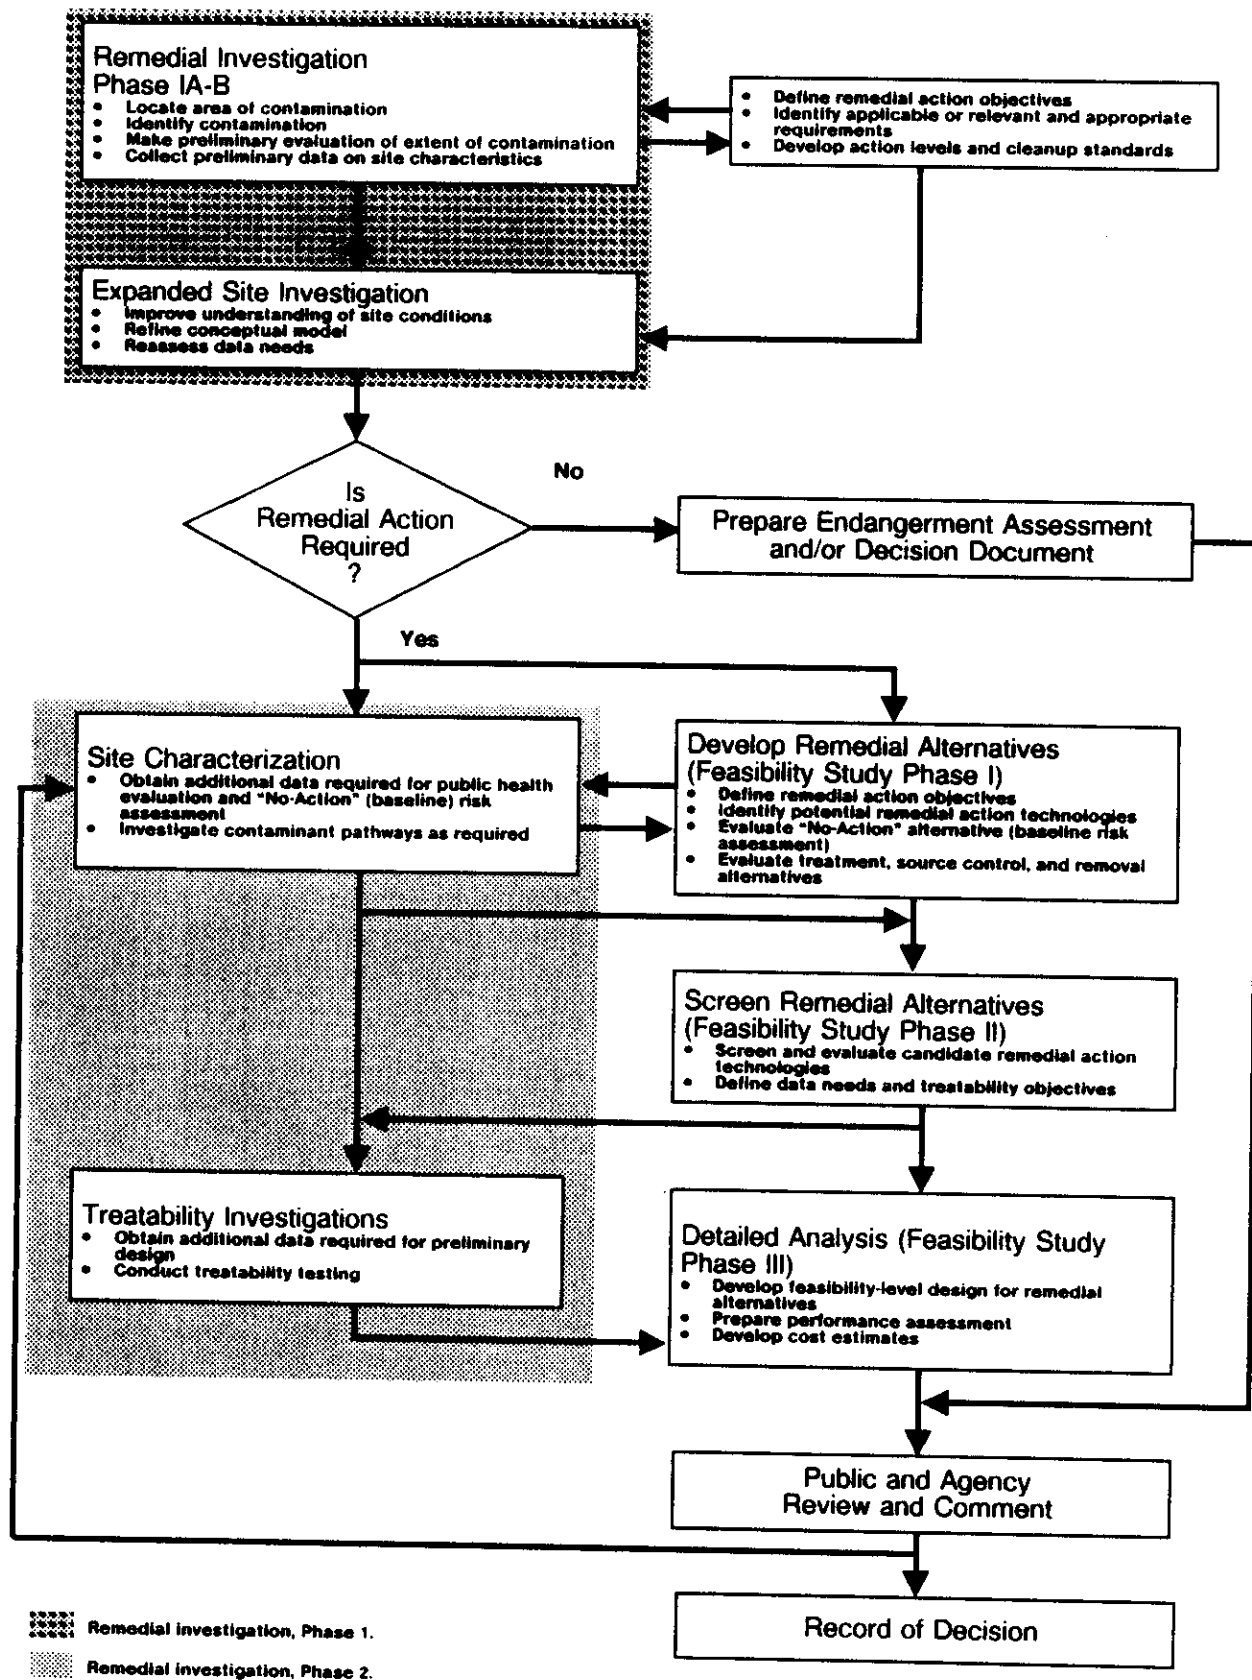 Remedial Investigation
Phase IA-B
• Locate area of contamination
• Identify contamination
• Make preliminary evaluation of extent of contamination
• Collect preliminary data on site characteristics
• Define remedial action objectives
• Identify applicable or relevant and appropriate
requirements
• Develop action levels and cleanup standards
Expanded Site Investigation
• Improve understanding of site conditions
• Refine conceptual model
• Reassess data needs
Is
Remedial Action
Required
?
No
Prepare Endangerment Assessment
and/or Decision Document
Yes
Site Characterization
• Obtain additional data required for public health
evaluation and "No-Action" (baseline) risk
assessment
• Investigate contaminant pathways as required
Develop Remedial Alternatives
(Feasibility Study Phase I)
• Define remedial action objectives
• Identify potential remedial action technologies
• Evaluate "No-Action" alternative (baseline risk
assessment)
• Evaluate treatment, source control, and removal
alternatives
Screen Remedial Alternatives
(Feasibility Study Phase II)
• Screen and evaluate candidate remedial action
technologies
• Define data needs and treatability objectives
Treatability Investigations
• Obtain additional data required for preliminary
design
• Conduct treatability testing
Detailed Analysis (Feasibility Study
Phase III)
• Develop feasibility-level design for remedial
alternatives
• Prepare performance assessment
• Develop cost estimates
Public and Agency
Review and Comment
Record of Decision
Remedial investigation, Phase 1.
Remedial investigation, Phase 2.